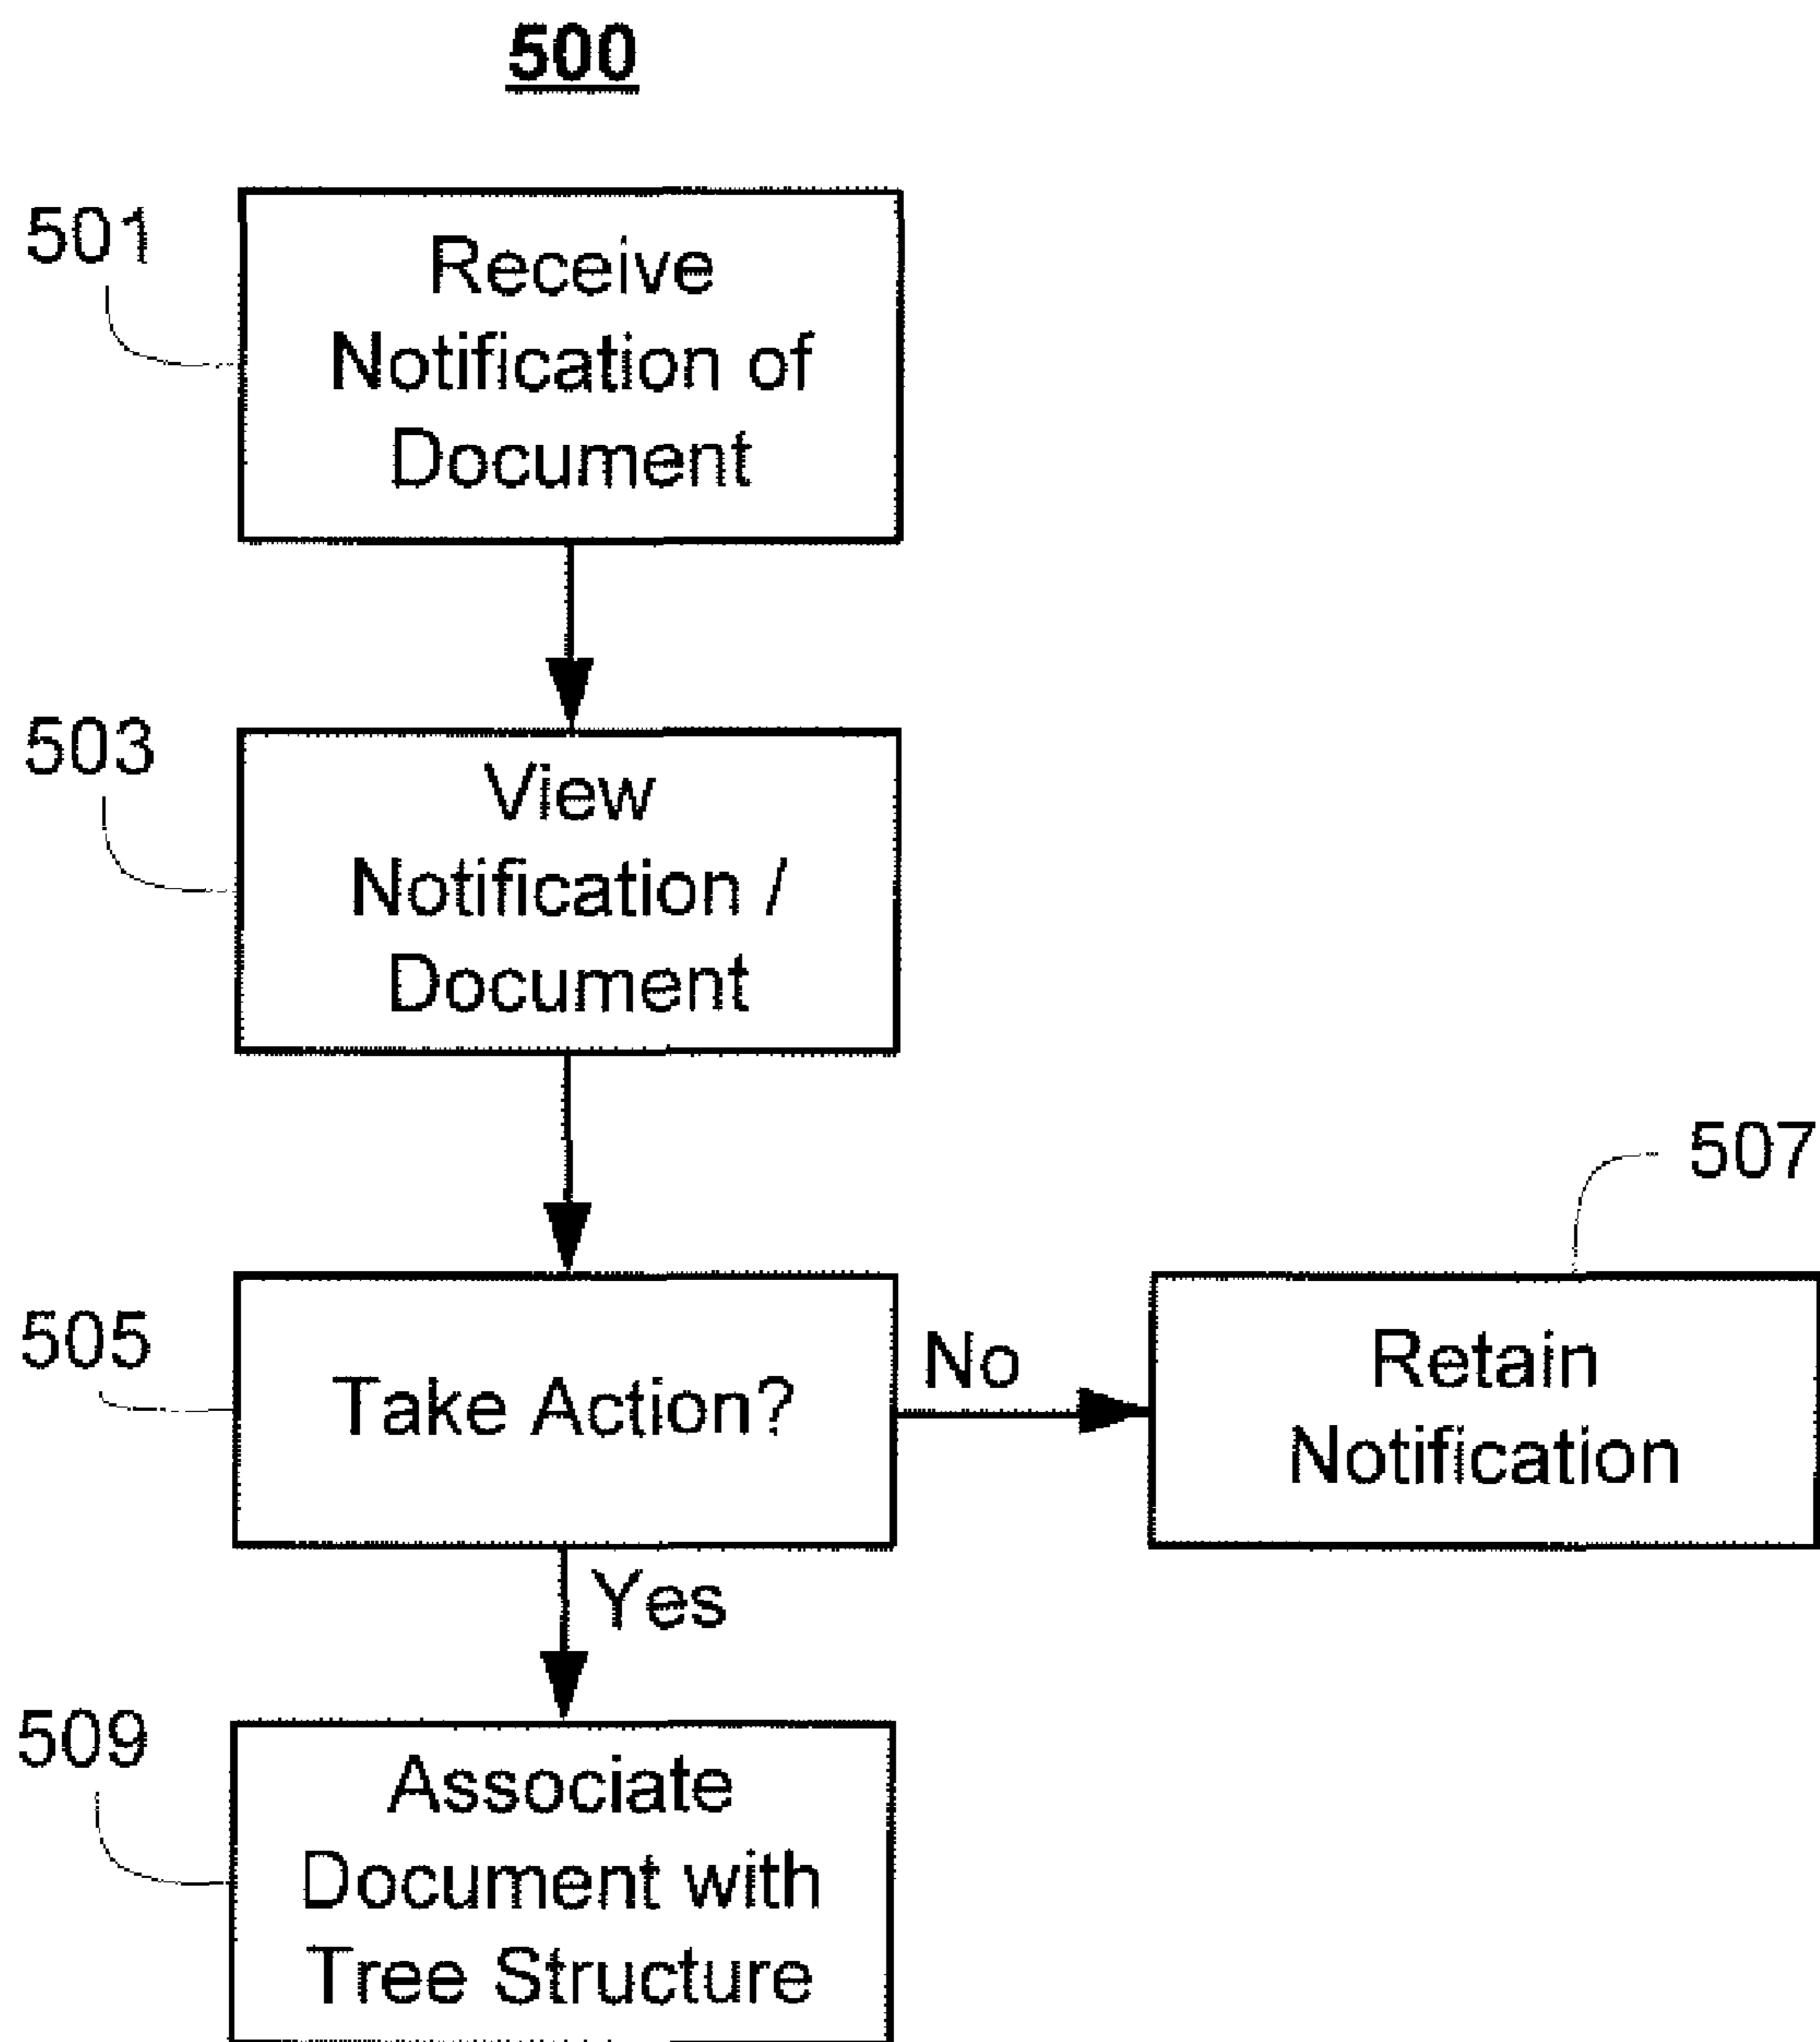 500
501
Receive
Notification of
Document
503
View
Notification /
Document
505
Take Action?
No
507
Retain
Notification
Yes
509
Associate
Document with
Tree Structure